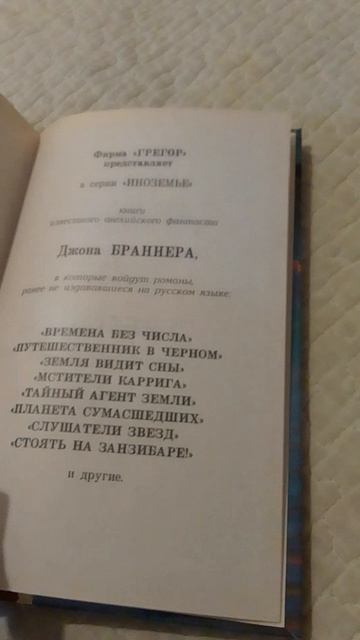 Фирма «ГРЕГОР»
представляет
в серии «ИНОЗЕМЬЕ»
книги
известного английского фантаста
Джона БРАННЕРА,
в которые войдут романы,
ранее не издававшиеся на русском языке:
«ВРЕМЕНА БЕЗ ЧИСЛА»
«ПУТЕШЕСТВЕННИК В ЧЕРНОМ»
«ЗЕМЛЯ ВИДИТ СНЫ»
«МСТИТЕЛИ КАРРИГА»
«ТАЙНЫЙ АГЕНТ ЗЕМЛИ»
«ПЛАНЕТА СУМАСШЕДШИХ»
«СЛУШАТЕЛИ ЗВЕЗД»
«СТОЯТЬ НА ЗАНЗИБАРЕ!»
и другие.